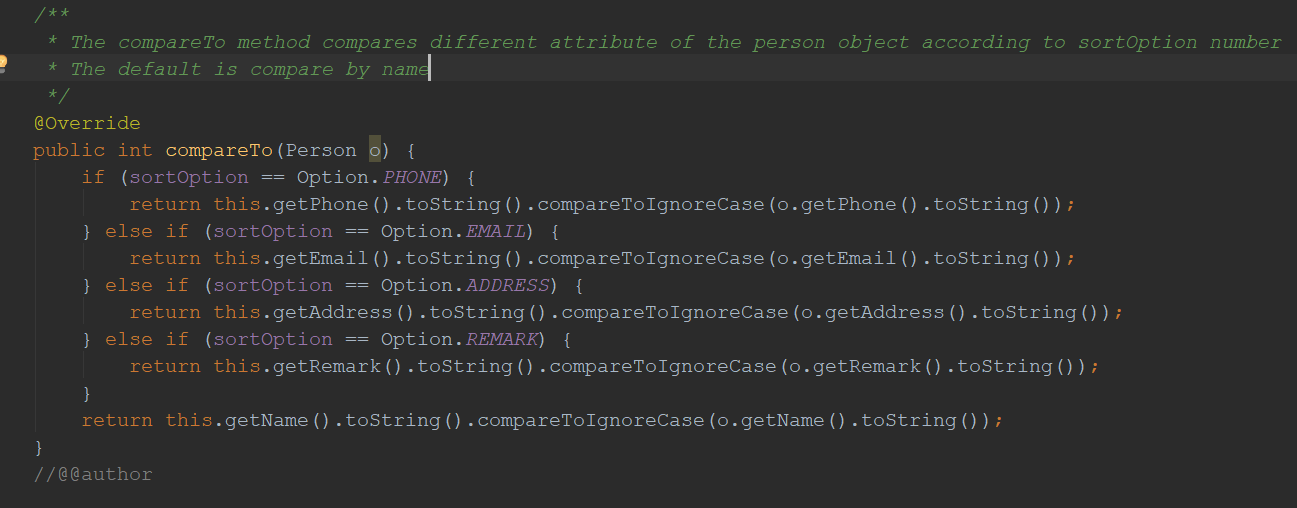 /**
 * The compareTo method compares different attribute of the person object according to sortOption number
 * The default is compare by name
 */
@Override
public int compareTo(Person o) {
    if (sortOption == Option.PHONE) {
        return this.getPhone().toString().compareToIgnoreCase(o.getPhone().toString());
    } else if (sortOption == Option.EMAIL) {
        return this.getEmail().toString().compareToIgnoreCase(o.getEmail().toString());
    } else if (sortOption == Option.ADDRESS) {
        return this.getAddress().toString().compareToIgnoreCase(o.getAddress().toString());
    } else if (sortOption == Option.REMARK) {
        return this.getRemark().toString().compareToIgnoreCase(o.getRemark().toString());
    }
    return this.getName().toString().compareToIgnoreCase(o.getName().toString());
}
//@@author